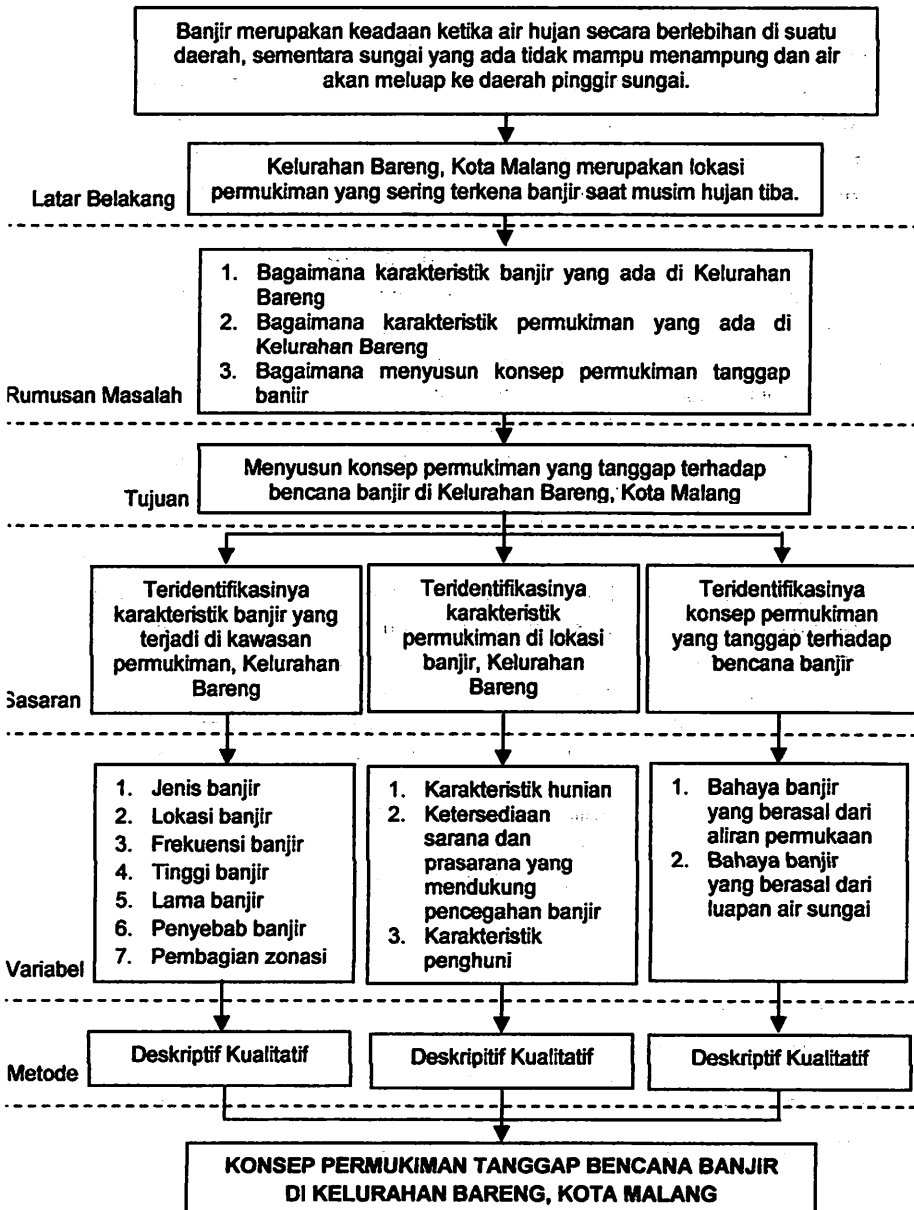 Banjir merupakan keadaan ketika air hujan secara berlebihan di suatu
daerah, sementara sungai yang ada tidak mampu menampung dan air
akan meluap ke daerah pinggir sungai.
Kelurahan Bareng, Kota Malang merupakan lokasi
permukiman yang sering terkena banjir saat musim hujan tiba.
Latar Belakang
1. Bagaimana karakteristik banjir yang ada di Kelurahan
Bareng
2. Bagaimana karakteristik permukiman yang ada di
Kelurahan Bareng
3. Bagaimana menyusun konsep permukiman tanggap
banjir
Rumusan Masalah
Menyusun konsep permukiman yang tanggap terhadap
bencana banjir di Kelurahan Bareng, Kota Malang
Tujuan
Teridentifikasinya
karakteristik banjir yang
terjadi di kawasan
permukiman, Kelurahan
Bareng
Teridentifikasinya
karakteristik
permukiman di lokasi
banjir, Kelurahan
Bareng
Teridentifikasinya
konsep permukiman
yang tanggap terhadap
bencana banjir
Sasaran
1. Jenis banjir
2. Lokasi banjir
3. Frekuensi banjir
4. Tinggi banjir
5. Lama banjir
6. Penyebab banjir
7. Pembagian zonasi
1. Karakteristik hunian
2. Ketersediaan
sarana dan
prasarana yang
mendukung
pencegahan banjir
3. Karakteristik
penghuni
1. Bahaya banjir
yang berasal dari
aliran permukaan
2. Bahaya banjir
yang berasal dari
luapan air sungai
Variabel
Deskriptif Kualitatif
Deskripitif Kualitatif
Deskriptif Kualitatif
Metode
KONSEP PERMUKIMAN TANGGAP BENCANA BANJIR
DI KELURAHAN BARENG, KOTA MALANG